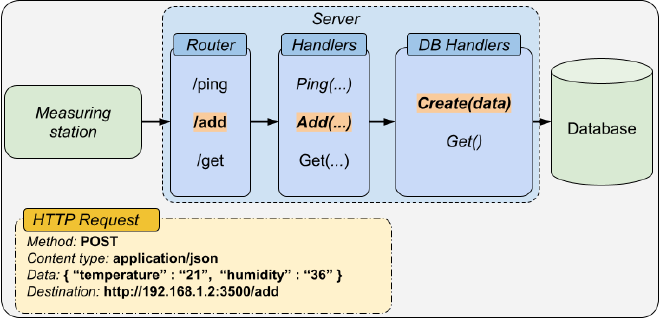 Server
Router
Handlers
DB Handlers
/ping
Ping(...)
Create(data)
Measuring
station
/add
Add(...)
Database
Get()
/get
Get(...)
HTTP Request
Method: POST
Content type: application/json
Data: { “temperature” : “21”, “humidity” : “36” }
Destination: http://192.168.1.2:3500/add